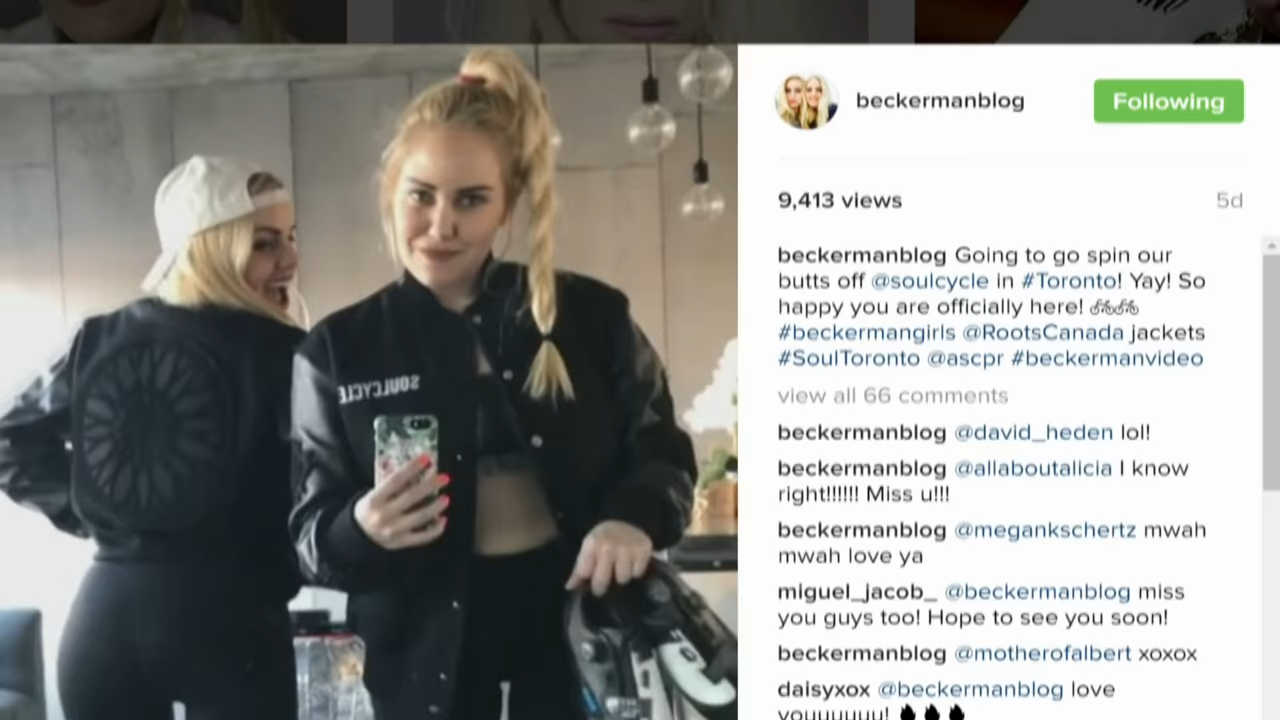 beckermanblog
Following
9,413 views
5d
beckermanblog Going to go spin our
butts off @soulcycle in #Toronto! Yay! So
happy you are officially here! 🚲🚲
#beckermangirls @RootsCanada jackets
#SoulToronto @ascpr #beckermanvideo
view all 66 comments
beckermanblog @david_heden lol!
beckermanblog @allaboutalicia I know
right!!!!!! Miss u!!!
beckermanblog @megankschertz mwah
mwah love ya
miguel_jacob_ @beckermanblog miss
you guys too! Hope to see you soon!
beckermanblog @motherofalbert xoxox
daisyxox @beckermanblog love
youuuuuu! 🔥🔥🔥
SOULCYCLE